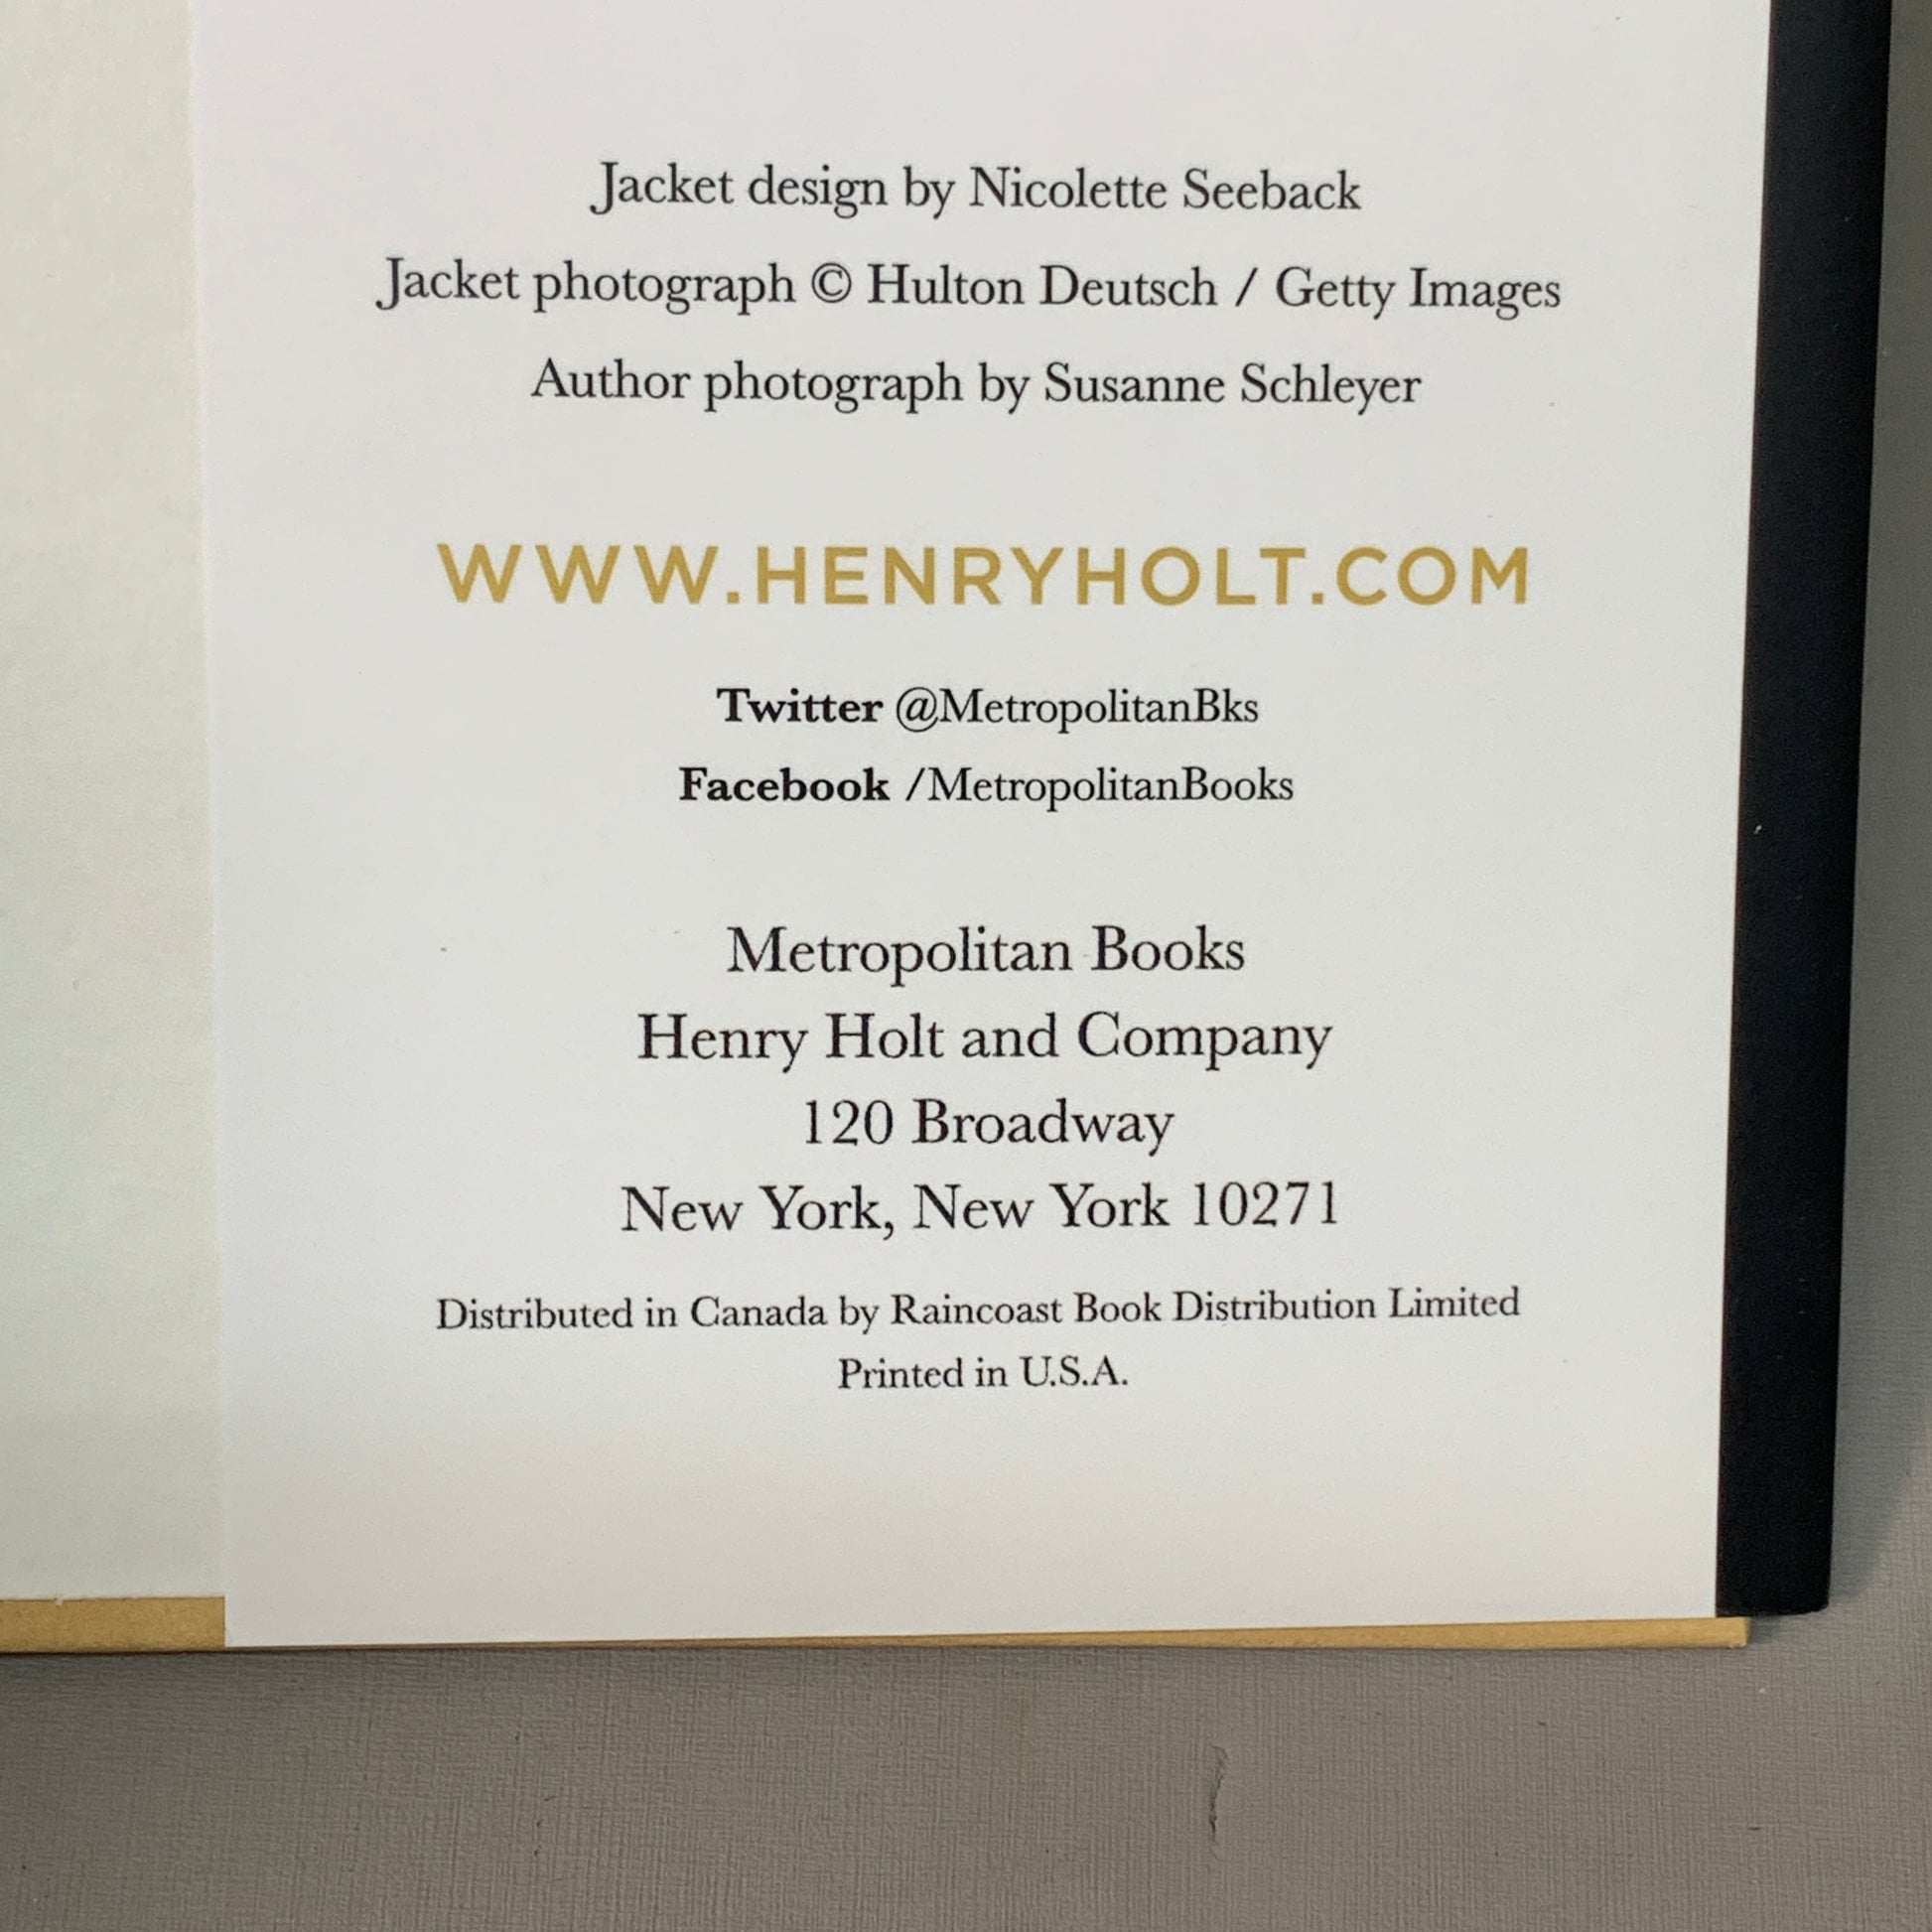 Jacket design by Nicolette Seeback
Jacket photograph © Hulton Deutsch / Getty Images
Author photograph by Susanne Schleyer
WWW.HENRYHOLT.COM
Twitter @MetropolitanBks
Facebook /MetropolitanBooks
Metropolitan Books
Henry Holt and Company
120 Broadway
New York, New York 10271
Distributed in Canada by Raincoast Book Distribution Limited
Printed in U.S.A.